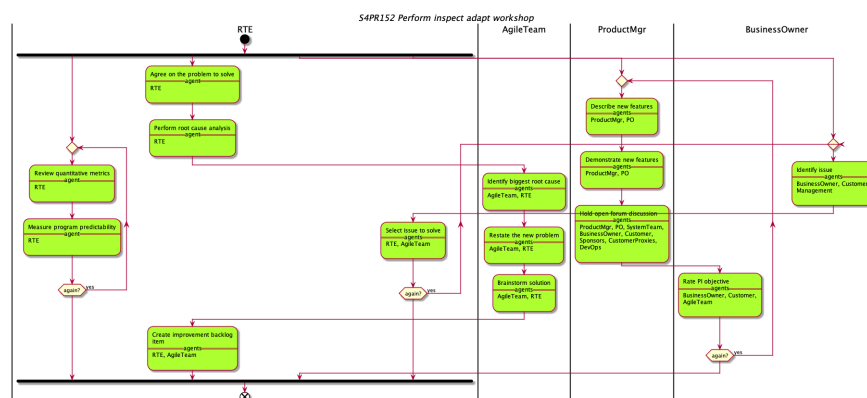 S4PR152 Perform inspect adapt workshop
RTE
AgileTeam
ProductMgr
BusinessOwner
Agree on the problem to solve
agent
RTE
Perform root cause analysis
agent
RTE
Review quantitative metrics
agent
RTE
Measure program predictability
agent
RTE
again?
yes
Select issue to solve
agents
RTE, AgileTeam
again?
yes
Create improvement backlog
item
agents
RTE, AgileTeam
Identify biggest root cause
agents
AgileTeam, RTE
Restate the new problem
agents
AgileTeam, RTE
Brainstorm solution
agents
AgileTeam, RTE
Describe new features
agents
ProductMgr, PO
Demonstrate new features
agents
ProductMgr, PO
Hold open forum discussion
agents
ProductMgr, PO, SystemTeam,
BusinessOwner, Customer,
Sponsors, CustomerProxies,
DevOps
Identify issue
agents
BusinessOwner, Customer
Management
Rate PI objective
agents
BusinessOwner, Customer,
AgileTeam
again?
yes